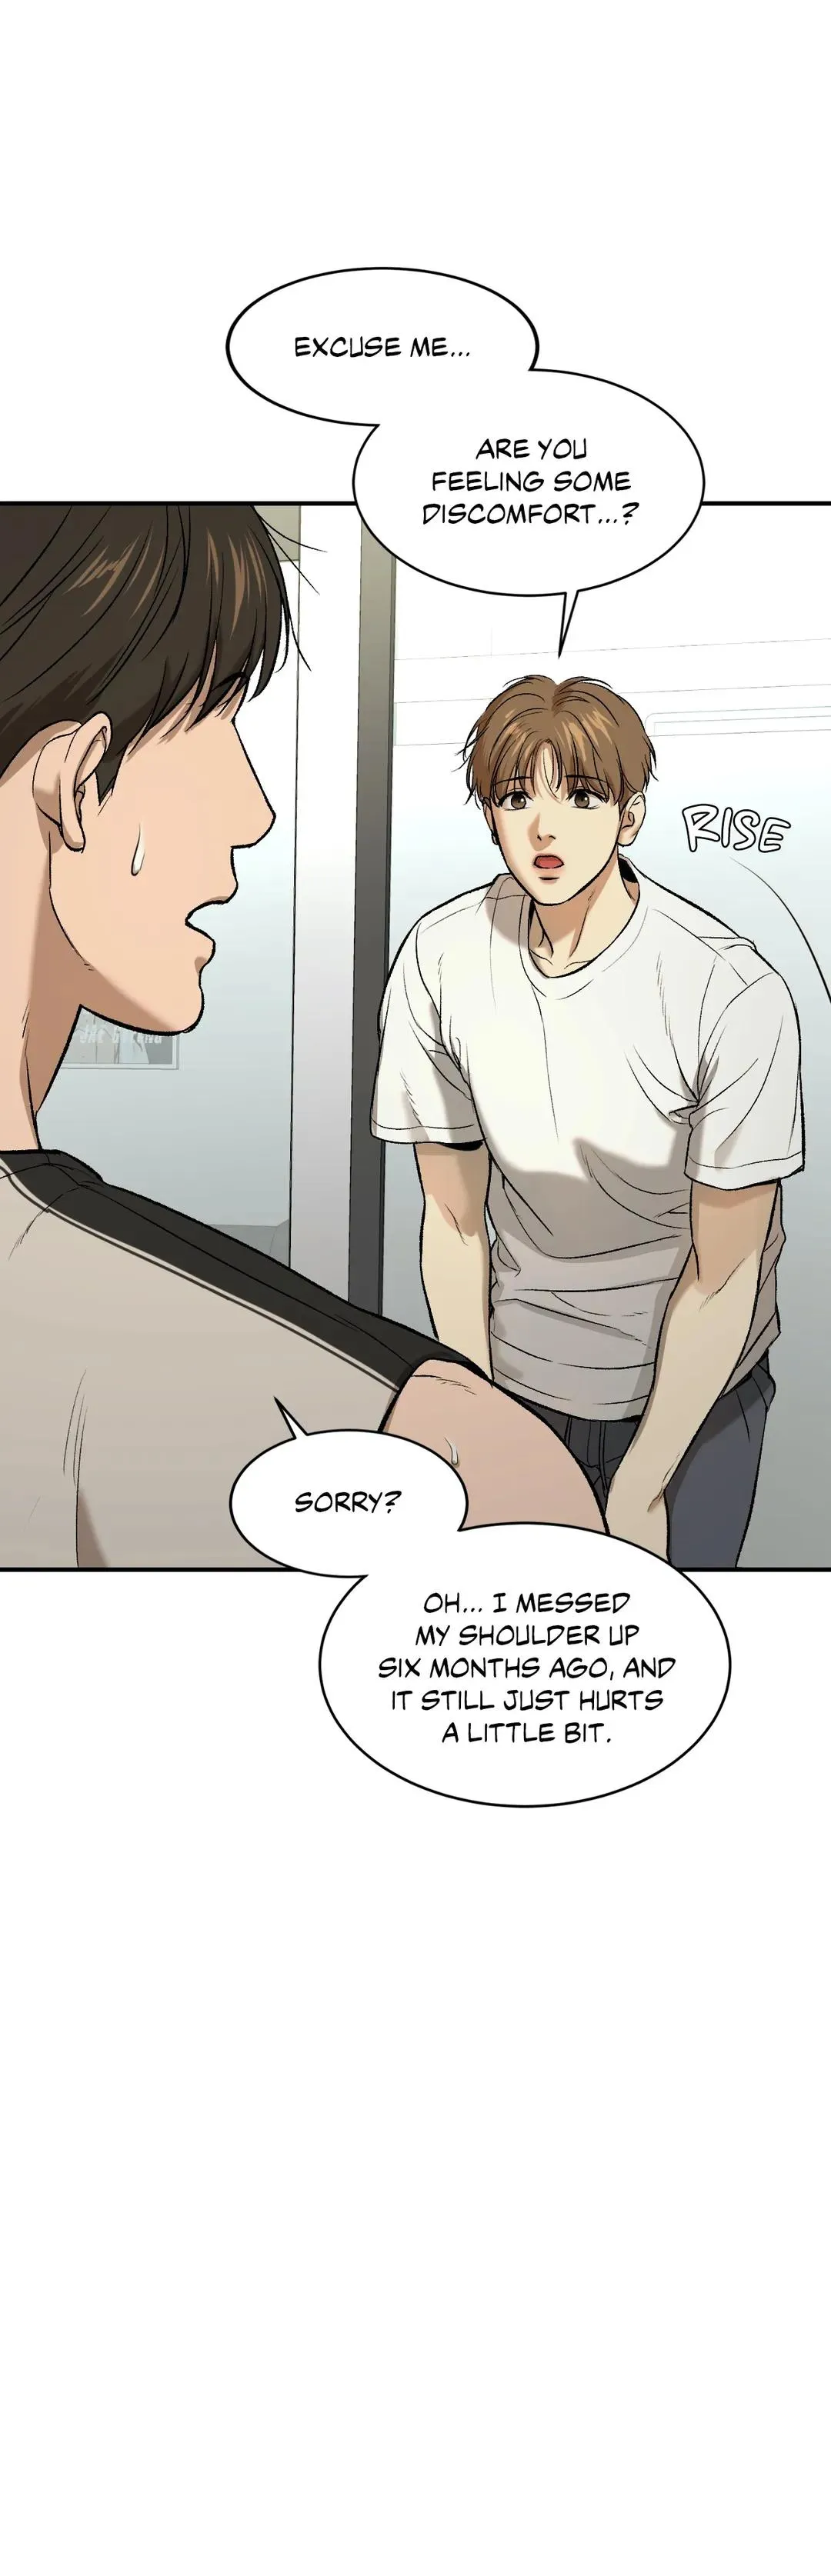 EXCUSE ME...
ARE YOU
FEELING SOME
DISCOMFORT...?
RISE
SORRY?
OH... I MESSED
MY SHOULDER UP
SIX MONTHS AGO, AND
IT STILL JUST HURTS
A LITTLE BIT.